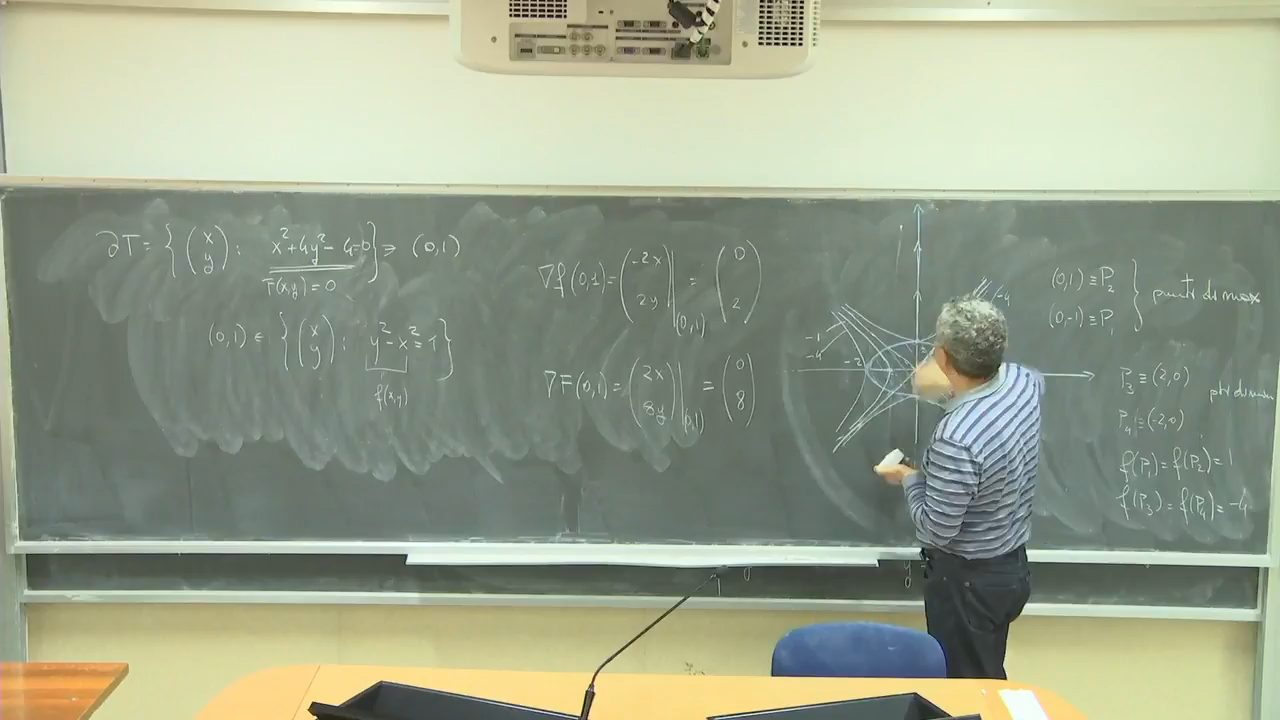 ∂T = { (x y) : x²+4y²-4=0 } ⇒ (0,1)
F(x,y)=0
(0,1) ∈ { (x y) : y²-x²=1 }
f(x,y)
∇f(0,1) = (-2x 2y)|(0,1) = (0 2)
∇F(0,1) = (2x 8y)|(0,1) = (0 8)
-1
-4
-2
-4
(0,1) ≡ P₂
(0,-1) ≡ P₁
} punti di max
P₃ ≡ (2,0)
P₄ ≡ (-2,0)
f(P₁) = f(P₂) = 1
f(P₃) = f(P₄) = -4
y